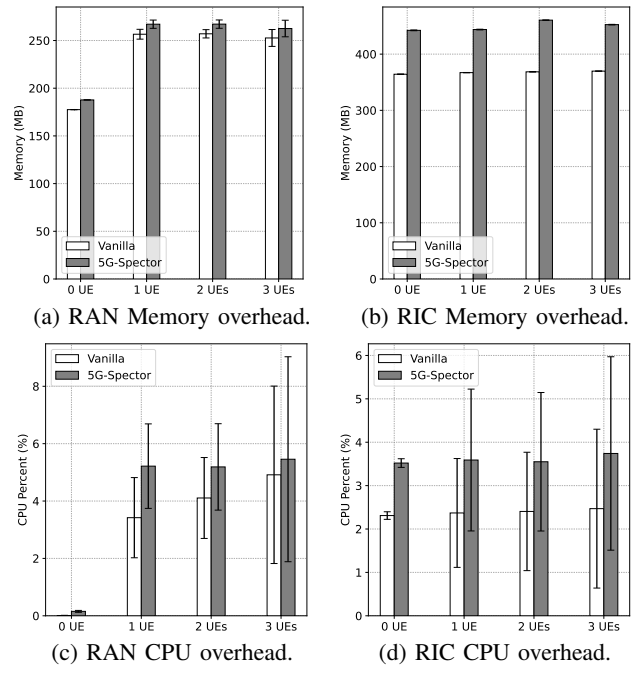 250
200
150
100
50
0
Memory (MB)
Vanilla
5G-Spector
0 UE 1 UE 2 UEs 3 UEs
(a) RAN Memory overhead.
400
300
200
100
0
Memory (MB)
Vanilla
5G-Spector
0 UE 1 UE 2 UEs 3 UEs
(b) RIC Memory overhead.
8
6
4
2
0
CPU Percent (%)
Vanilla
5G-Spector
0 UE 1 UE 2 UEs 3 UEs
(c) RAN CPU overhead.
6
5
4
3
2
1
0
CPU Percent (%)
Vanilla
5G-Spector
0 UE 1 UE 2 UEs 3 UEs
(d) RIC CPU overhead.